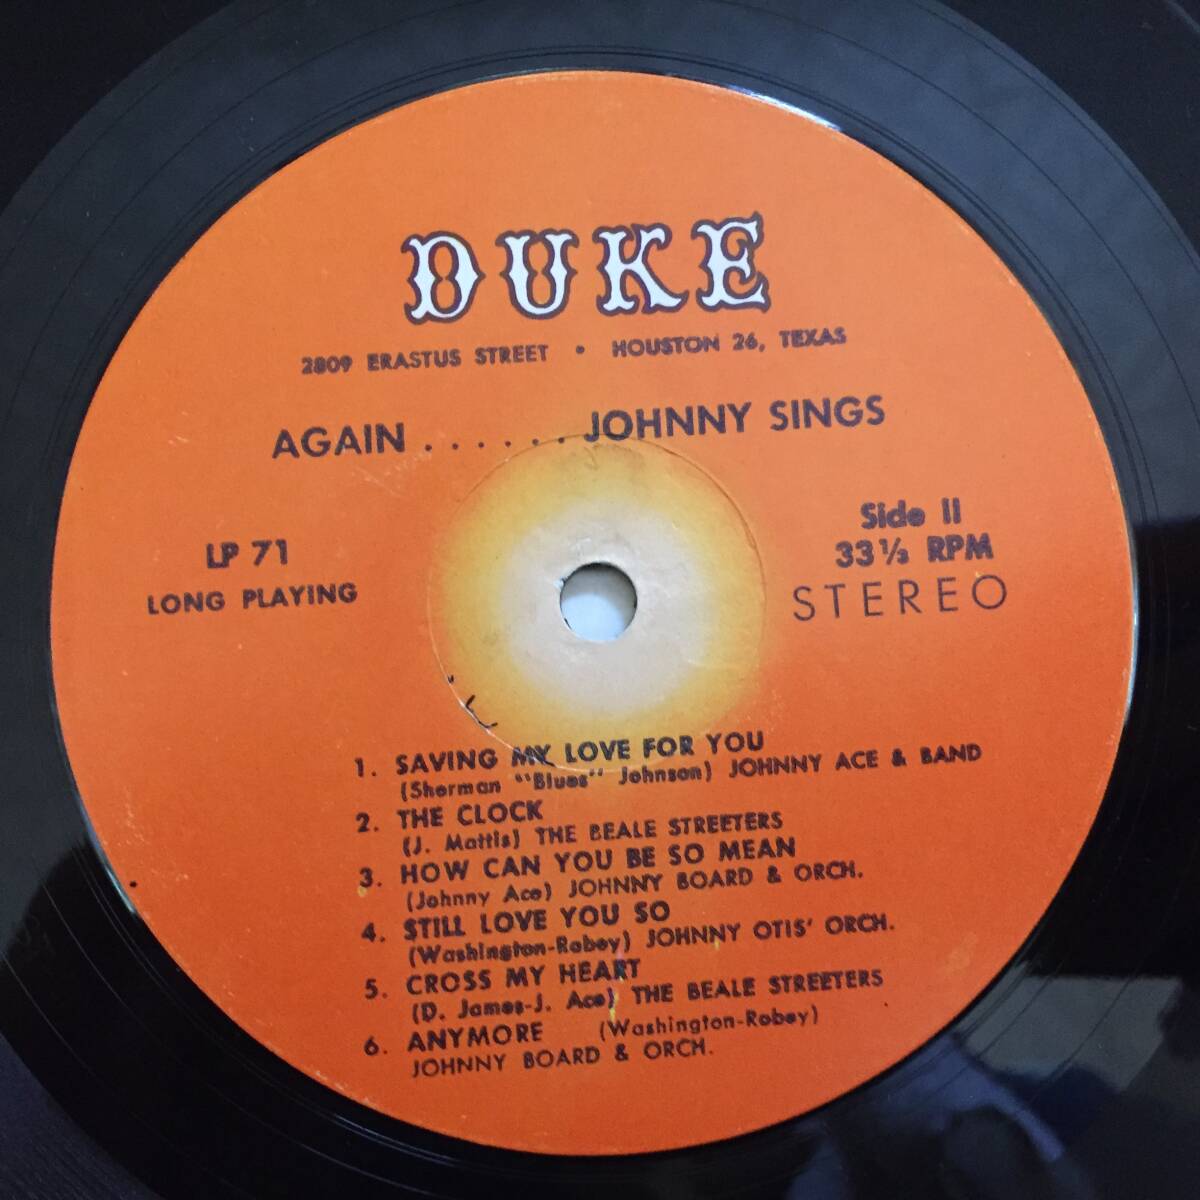 DUKE
2809 ERASTUS STREET • HOUSTON 26, TEXAS
AGAIN . . . . . . JOHNNY SINGS
LP 71
LONG PLAYING
Side II
33⅓ RPM
STEREO
1. SAVING MY LOVE FOR YOU
(Sherman "Blues" Johnson) JOHNNY ACE & BAND
2. THE CLOCK
(J. Mattis) THE BEALE STREETERS
3. HOW CAN YOU BE SO MEAN
(Johnny Ace) JOHNNY BOARD & ORCH.
4. STILL LOVE YOU SO
(Washington-Robey) JOHNNY OTIS' ORCH.
5. CROSS MY HEART
(D. James-J. Ace) THE BEALE STREETERS
6. ANYMORE (Washington-Robey)
JOHNNY BOARD & ORCH.